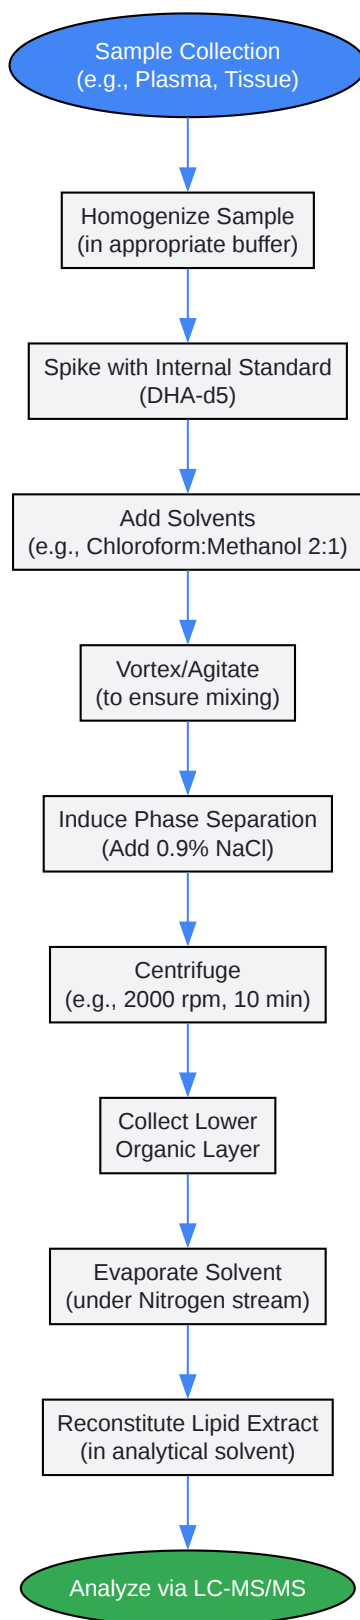 Sample Collection
(e.g., Plasma, Tissue)
Homogenize Sample
(in appropriate buffer)
Spike with Internal Standard
(DHA-d5)
Add Solvents
(e.g., Chloroform:Methanol 2:1)
Vortex/Agitate
(to ensure mixing)
Induce Phase Separation
(Add 0.9% NaCl)
Centrifuge
(e.g., 2000 rpm, 10 min)
Collect Lower
Organic Layer
Evaporate Solvent
(under Nitrogen stream)
Reconstitute Lipid Extract
(in analytical solvent)
Analyze via LC-MS/MS